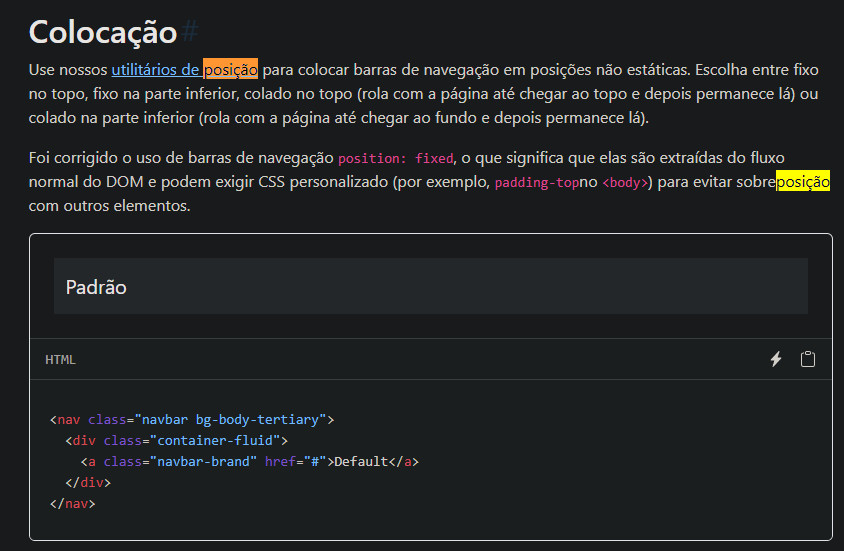 Colocação#
Use nossos utilitários de posição para colocar barras de navegação em posições não estáticas. Escolha entre fixo
no topo, fixo na parte inferior, colado no topo (rola com a página até chegar ao topo e depois permanece lá) ou
colado na parte inferior (rola com a página até chegar ao fundo e depois permanece lá).
Foi corrigido o uso de barras de navegação position: fixed, o que significa que elas são extraídas do fluxo
normal do DOM e podem exigir CSS personalizado (por exemplo, padding-topno <body>) para evitar sobreposição
com outros elementos.
Padrão
HTML
<nav class="navbar bg-body-tertiary">
  <div class="container-fluid">
    <a class="navbar-brand" href="#">Default</a>
  </div>
</nav>